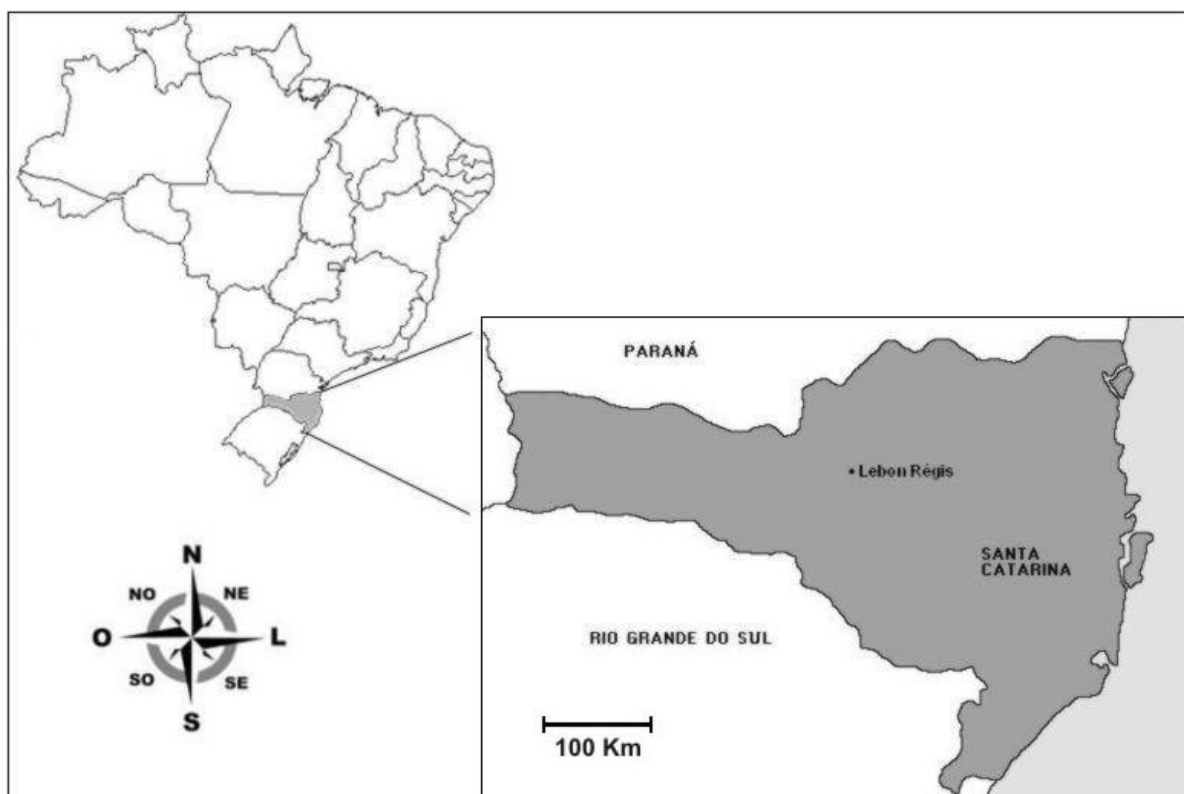 PARANÁ
Lebon Régis
SANTA
CATARINA
RIO GRANDE DO SUL
100 Km
N
NO
NE
O
L
SO
SE
S